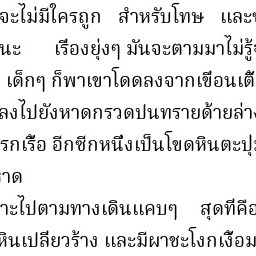 จะไม่มีใครถูก สำหรับโทษ และ
นะ เรื่องยุ่งๆ มันจะตามมาไม่รู้
เด็กๆ ก็พาเขาโดดลงจากเขือนเตี้
ลงไปยังหาดกรวดปนทรายด้ายล่าง
รกเรื้อ อีกซีกหนึ่งเป็นโขดหินตะปุ่ม
หาด
าะไปตามทางเดินแคบๆ สุดที่คือ
หินเปลี่ยวร้าง และมีผาชะโงกเงื้อม